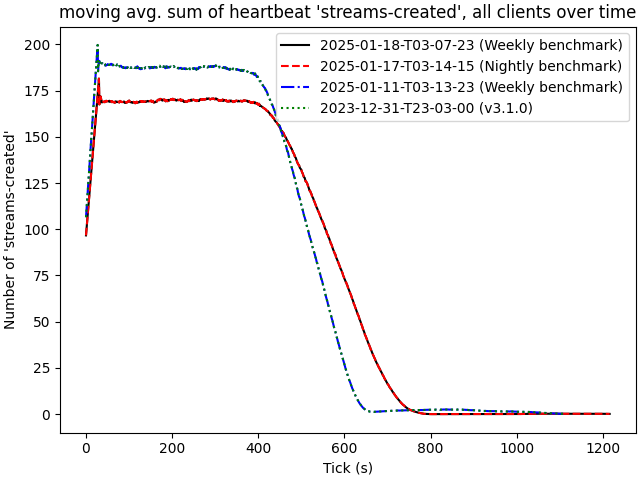 moving avg. sum of heartbeat 'streams-created', all clients over time
2025-01-18-T03-07-23 (Weekly benchmark)
2025-01-17-T03-14-15 (Nightly benchmark)
2025-01-11-T03-13-23 (Weekly benchmark)
2023-12-31-T23-03-00 (v3.1.0)
Number of 'streams-created'
200
175
150
125
100
75
50
25
0
0 200 400 600 800 1000 1200
Tick (s)